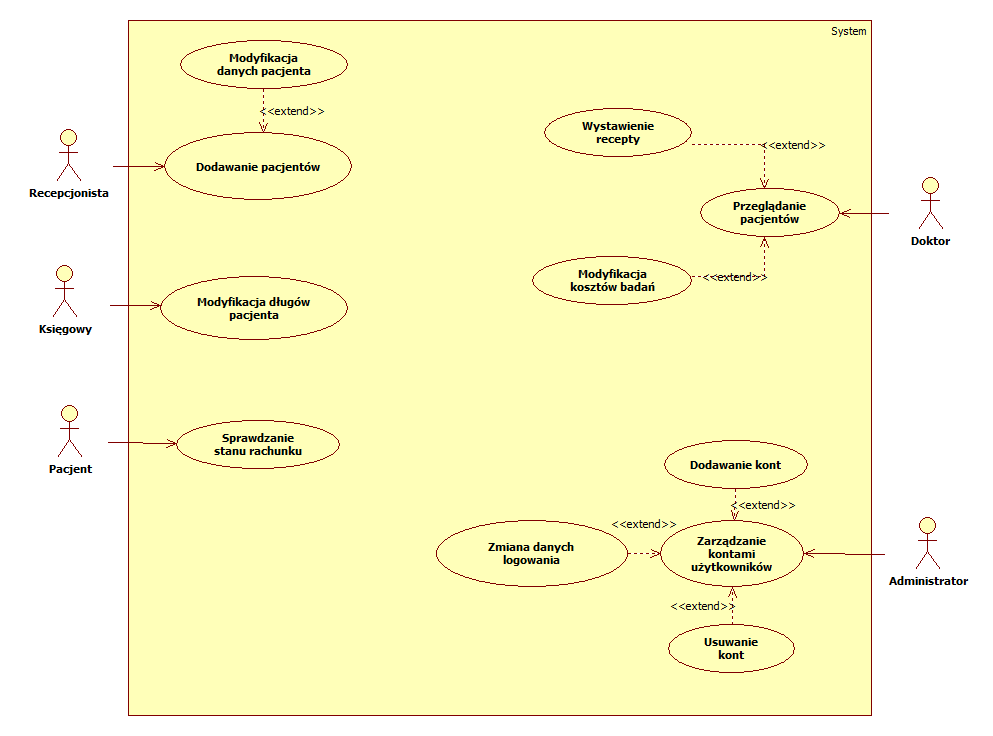 System
Modyfikacja
danych pacjenta
<<extend>>
Recepcjonista
Dodawanie pacjentów
Wystawienie
recepty
<<extend>>
Przeglądanie
pacjentów
Doktor
Modyfikacja
kosztów badań
<<extend>>
Księgowy
Modyfikacja długów
pacjenta
Pacjent
Sprawdzanie
stanu rachunku
Dodawanie kont
<<extend>>
<<extend>>
Zmiana danych
logowania
Zarządzanie
kontami
użytkowników
Administrator
<<extend>>
Usuwanie
kont